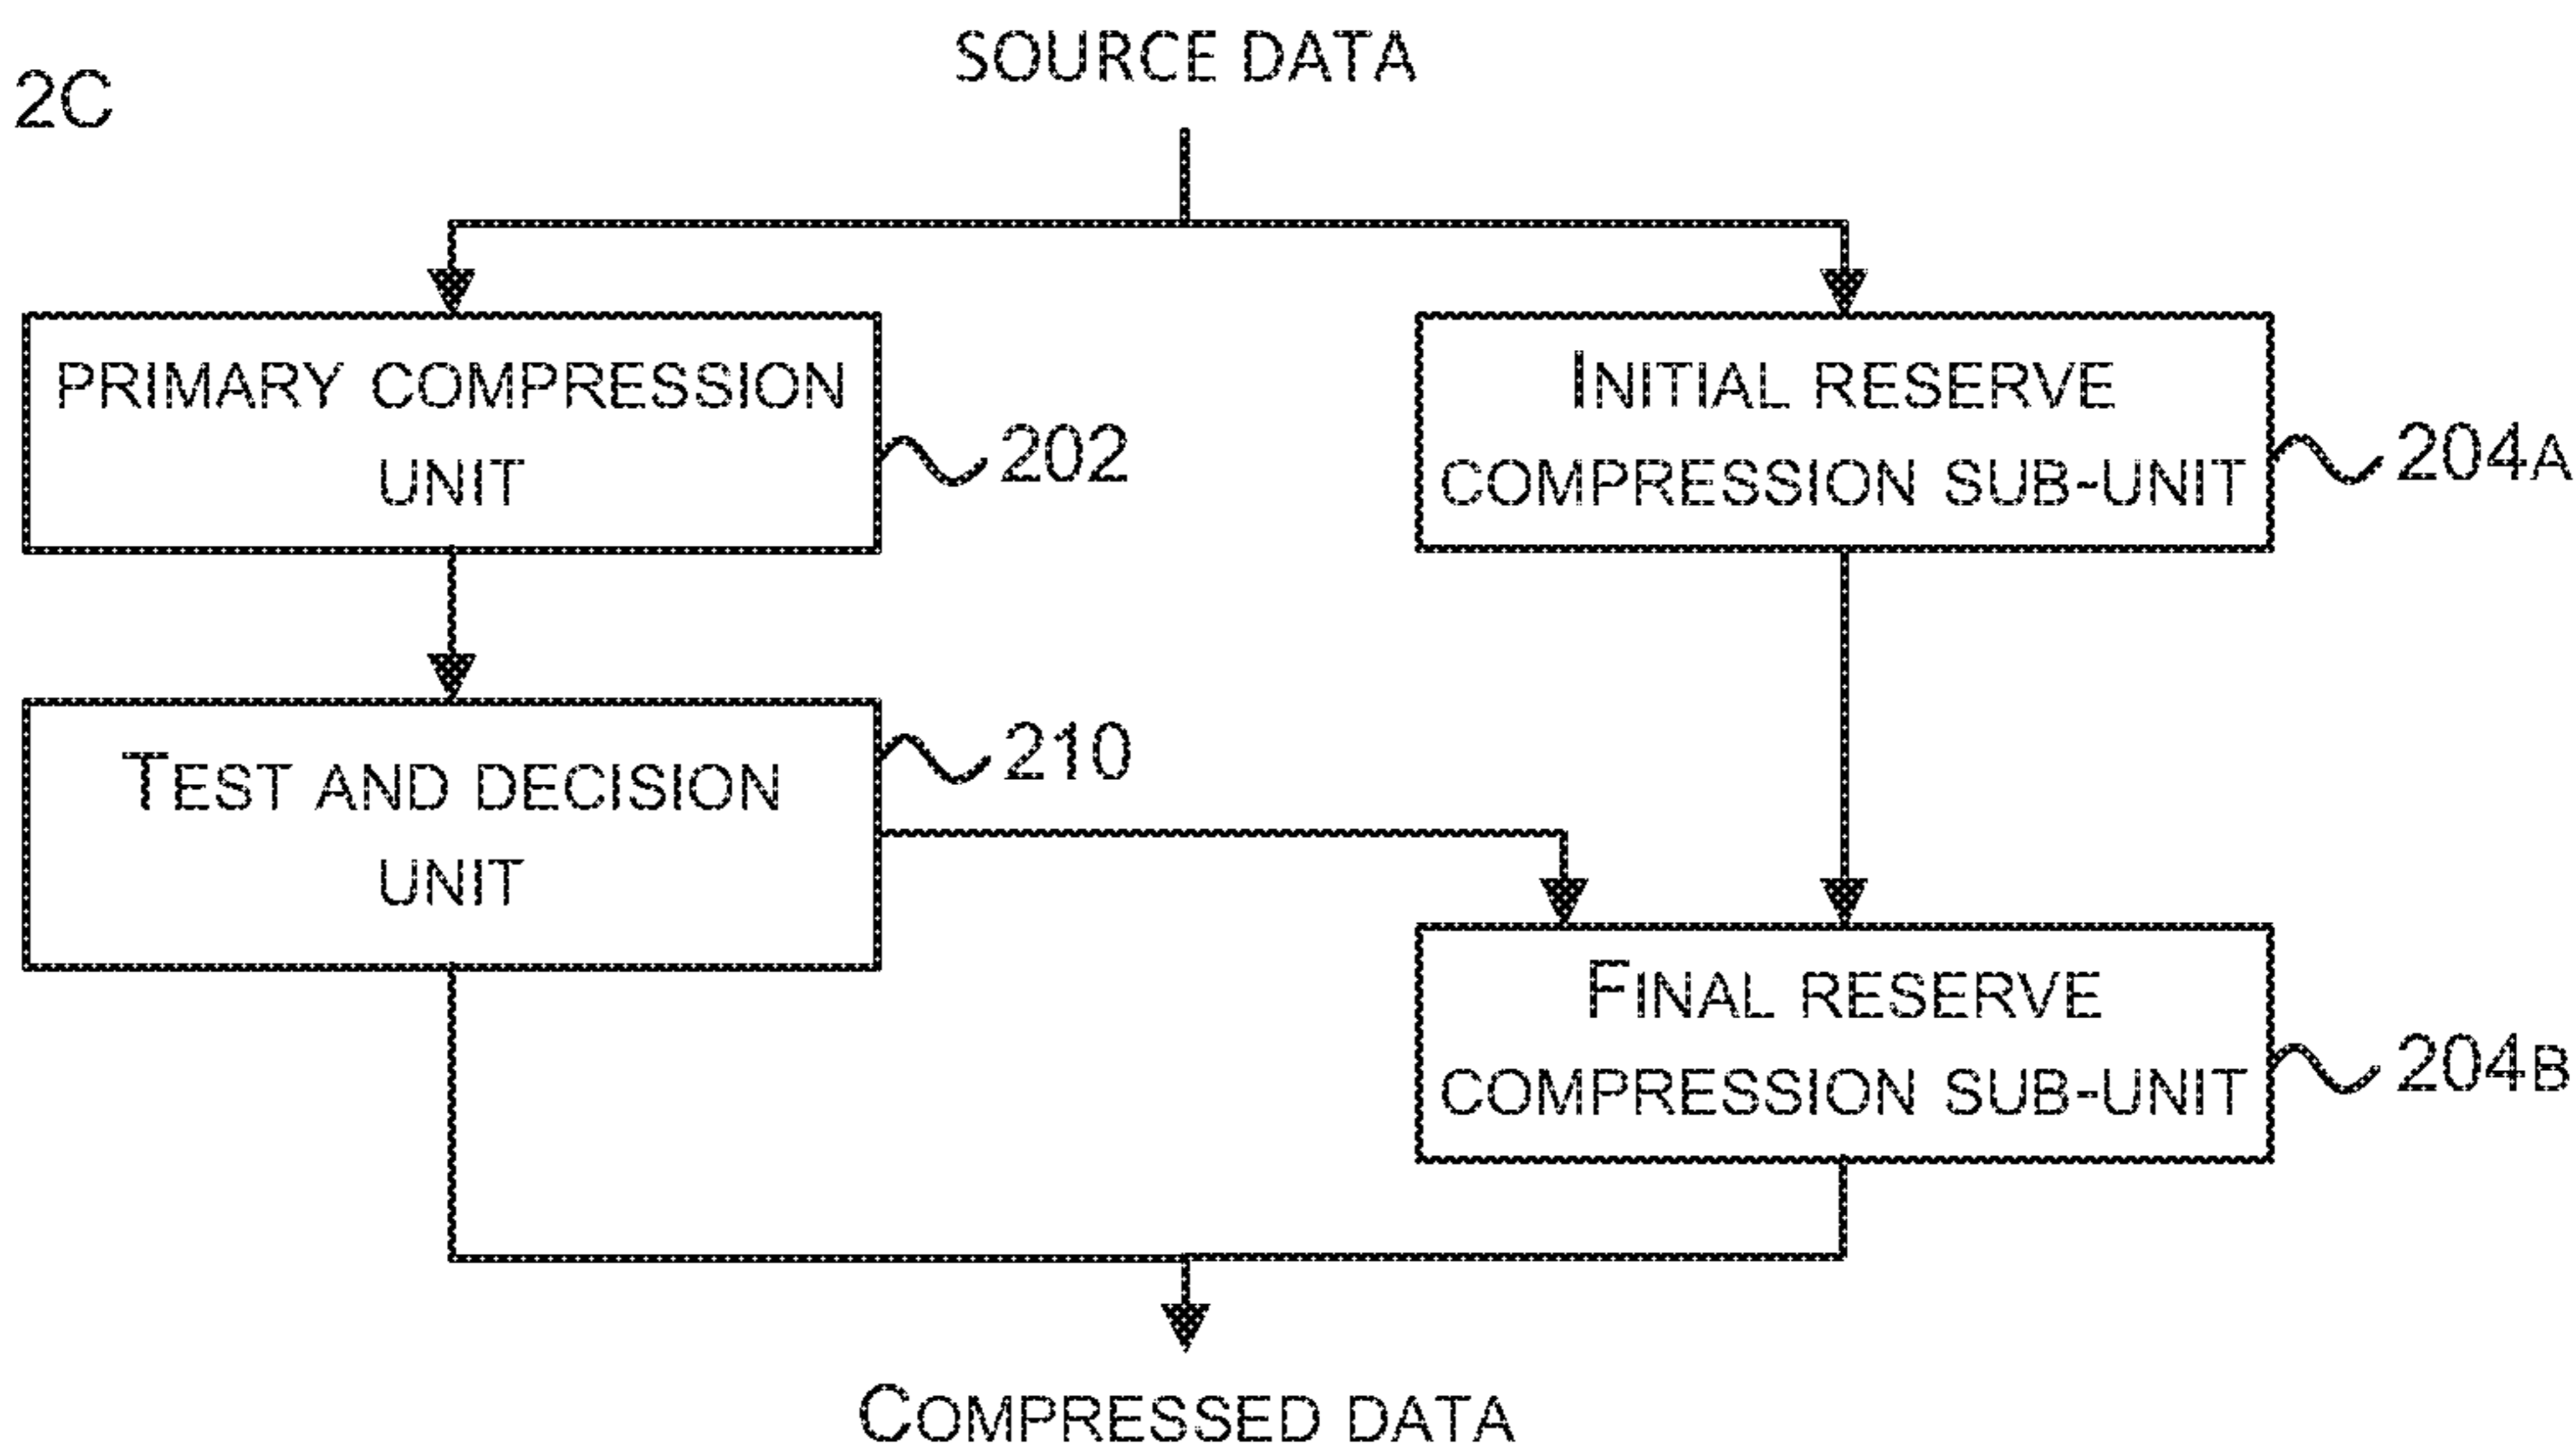 2C
SOURCE DATA
PRIMARY COMPRESSION
UNIT
202
INITIAL RESERVE
COMPRESSION SUB-UNIT
204A
TEST AND DECISION
UNIT
210
FINAL RESERVE
COMPRESSION SUB-UNIT
204B
COMPRESSED DATA